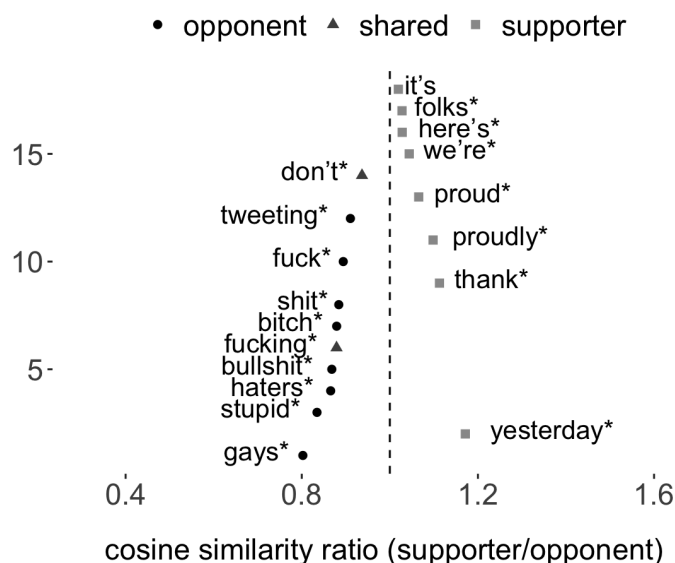 opponent shared supporter
it's
folks*
here's*
15 we're*
don't*
proud*
tweeting*
proudly*
10 fuck*
thank*
shit*
bitch*
fucking*
5 bullshit*
haters*
stupid*
yesterday*
gays*
0.4 0.8 1.2 1.6
cosine similarity ratio (supporter/opponent)